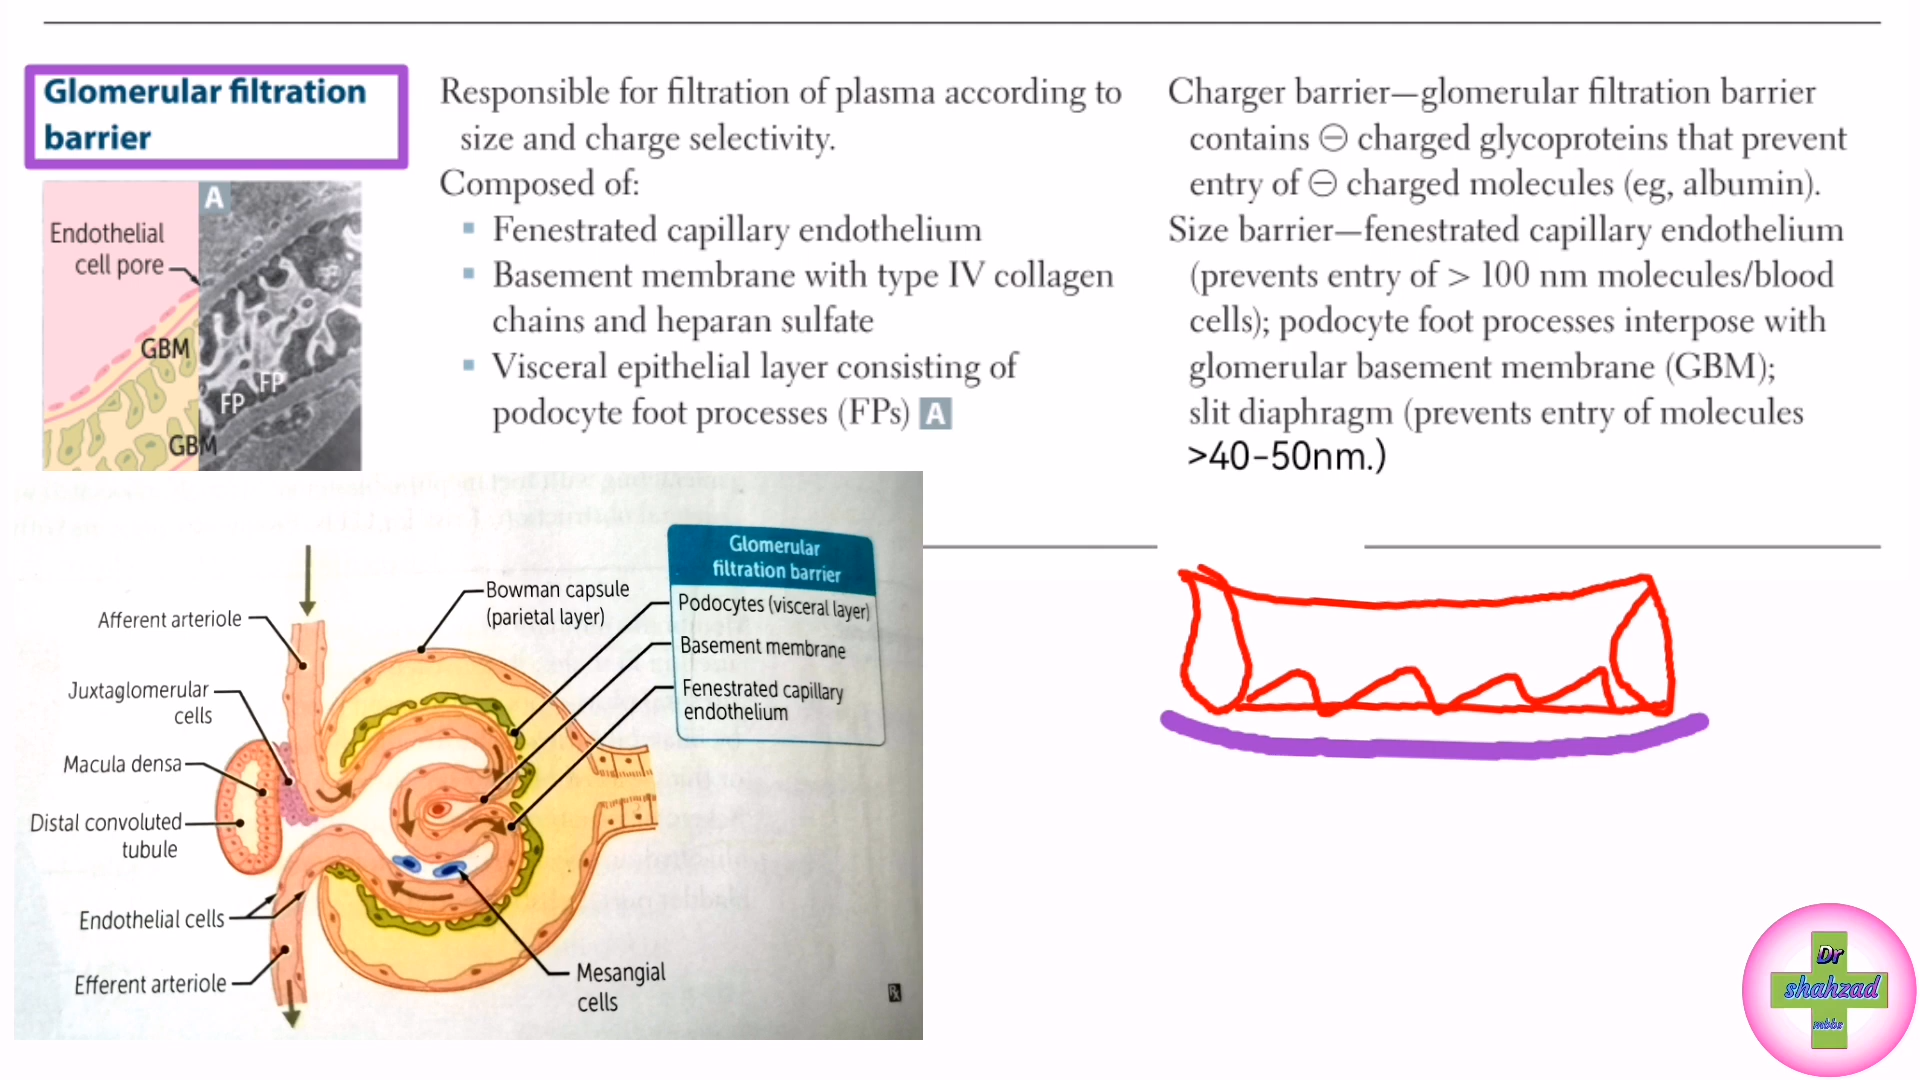 Glomerular filtration
barrier
Responsible for filtration of plasma according to
size and charge selectivity.
Composed of:
Fenestrated capillary endothelium
Basement membrane with type IV collagen
chains and heparan sulfate
Visceral epithelial layer consisting of
podocyte foot processes (FPs) A
Charger barrier—glomerular filtration barrier
contains ⊖ charged glycoproteins that prevent
entry of ⊖ charged molecules (eg, albumin).
Size barrier—fenestrated capillary endothelium
(prevents entry of > 100 nm molecules/blood
cells); podocyte foot processes interpose with
glomerular basement membrane (GBM);
slit diaphragm (prevents entry of molecules
>40-50nm.)
A
Endothelial
cell pore
GBM
FP
FP
GBM
Glomerular
filtration barrier
Podocytes (visceral layer)
Basement membrane
Fenestrated capillary
endothelium
Bowman capsule
(parietal layer)
Afferent arteriole
Juxtaglomerular
cells
Macula densa
Distal convoluted
tubule
Endothelial cells
Efferent arteriole
Mesangial
cells
Rx
Dr
shahzad
mbbs